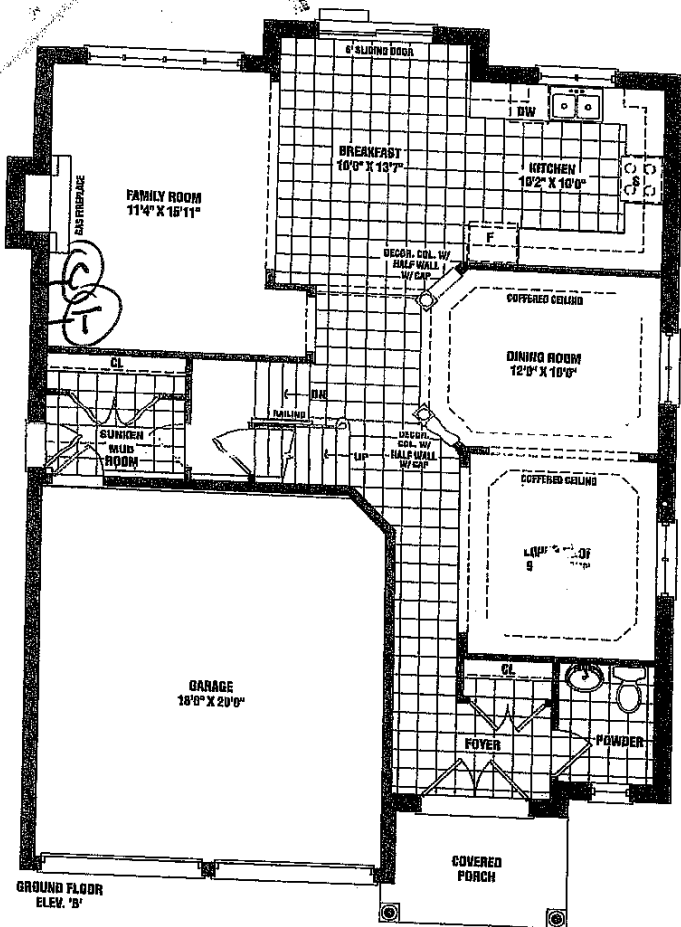 6' SLIDING DOOR
DW
BREAKFAST
10'0" X 13'7"
KITCHEN
10'2" X 10'0"
S
FAMILY ROOM
11'4" X 15'11"
GAS FIREPLACE
F
DECOR. COL. W/
HALF WALL
W/ CAP
C
T
COFFERED CEILING
DINING ROOM
12'0" X 10'0"
CL
DN
RAILING
SUNKEN
MUD
ROOM
UP
DECOR.
COL. W/
HALF WALL
W/ CAP
COFFERED CEILING
GARAGE
18'6" X 20'0"
CL
FOYER
POWDER
COVERED
PORCH
GROUND FLOOR
ELEV. 'B'